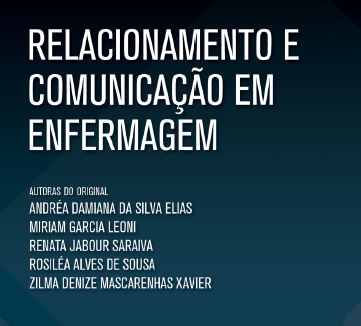 RELACIONAMENTO E
COMUNICAÇÃO EM
ENFERMAGEM
AUTORAS DO ORIGINAL
ANDRÉA DAMIANA DA SILVA ELIAS
MIRIAM GARCIA LEONI
RENATA JABOUR SARAIVA
ROSILÉA ALVES DE SOUSA
ZILMA DENIZE MASCARENHAS XAVIER